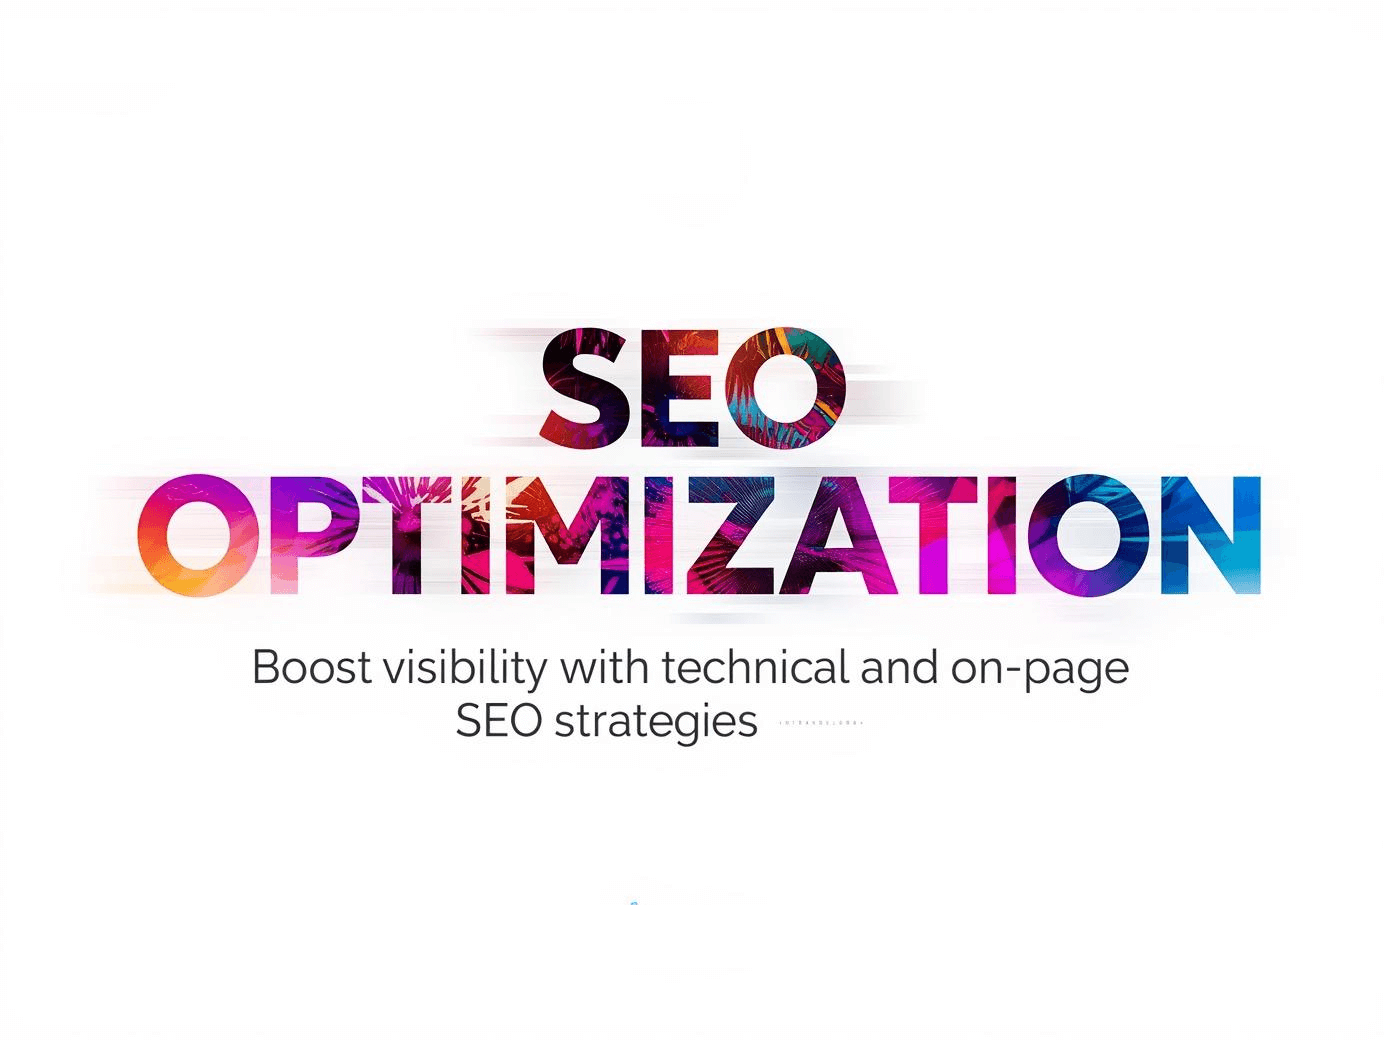 SEO
OPTIMIZATION
Boost visibility with technical and on-page
SEO strategies